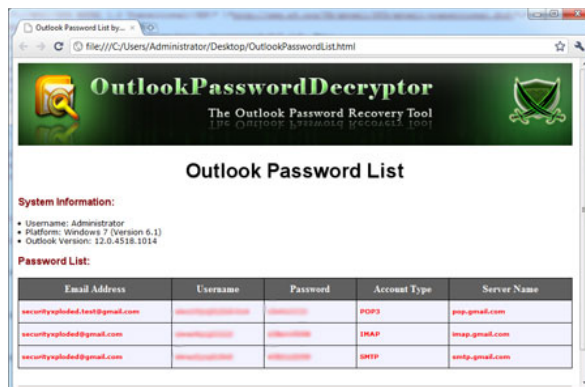 Outlook Password List by...
file:///C:/Users/Administrator/Desktop/OutlookPasswordList.html
OutlookPasswordDecryptor
The Outlook Password Recovery Tool
Outlook Password List
System Information:
• Username: Administrator
• Platform: Windows 7 (Version 6.1)
• Outlook Version: 12.0.4518.1014
Password List:
Email Address Username Password Account Type Server Name
securityxploded.test@gmail.com POP3 pop.gmail.com
securityxploded@gmail.com IMAP imap.gmail.com
securityxploded@gmail.com SMTP smtp.gmail.com